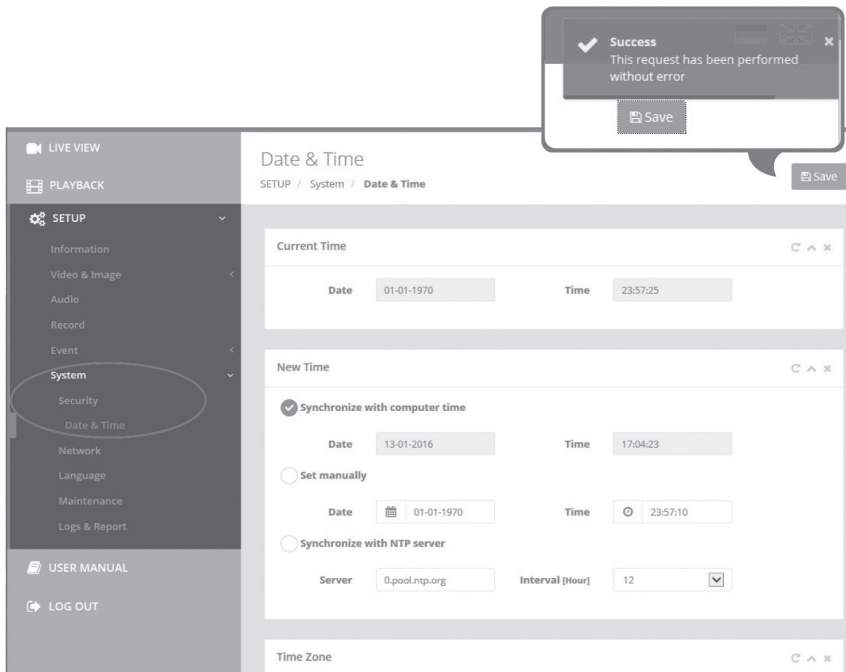 Success
This request has been performed
without error
Save
LIVE VIEW
PLAYBACK
SETUP
Information
Video & Image
Audio
Record
Event
System
Security
Date & Time
Network
Language
Maintenance
Logs & Report
USER MANUAL
LOG OUT
Date & Time
SETUP / System / Date & Time
Save
Current Time
Date 01-01-1970 Time 23:57:25
New Time
Synchronize with computer time
Date 13-01-2016 Time 17:04:23
Set manually
Date 01-01-1970 Time 23:57:10
Synchronize with NTP server
Server 0.pool.ntp.org Interval [Hour] 12
Time Zone